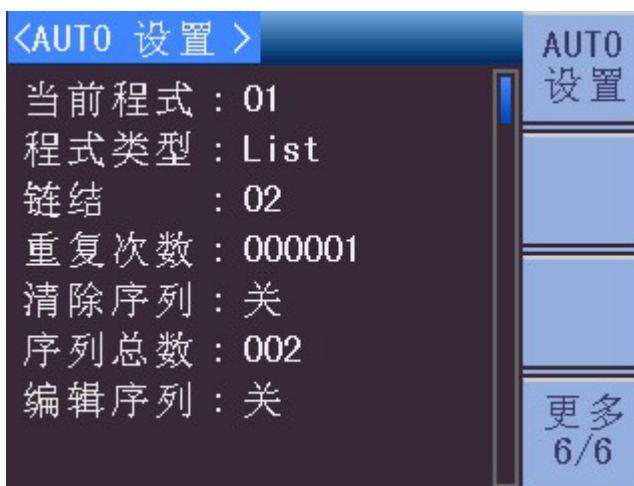 <AUTO 设置 >
当前程式 : 01
程式类型 : List
链结 : 02
重复次数 : 000001
清除序列 : 关
序列总数 : 002
编辑序列 : 关
AUTO
设置
更多
6/6